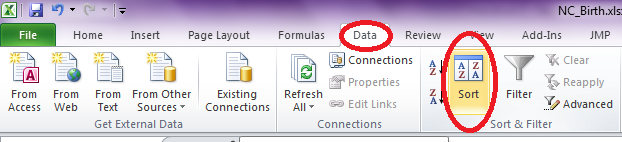 NC_Birth.xls
File Home Insert Page Layout Formulas Data Review View Add-Ins JMP
From Access
From Web
From Text
From Other Sources
Existing Connections
Refresh All
Connections
Properties
Edit Links
A Z
Z A
A Z Z A
Sort
Filter
Clear
Reapply
Advanced
Get External Data
Connections
Sort & Filter